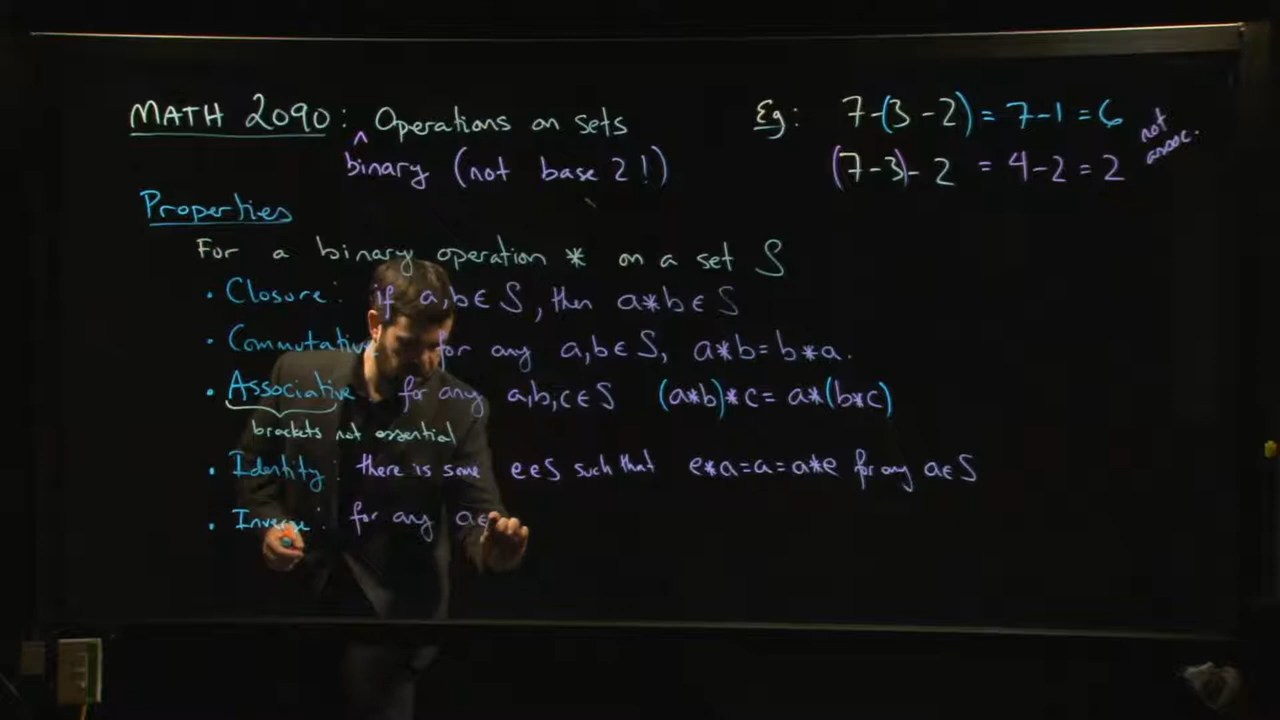 MATH 2090: Operations on sets
^
binary (not base 2!)
Properties
For a binary operation * on a set S
• Closure: if a,b∈S, then a*b∈S
• Commutative: for any a,b∈S, a*b=b*a.
• Associative for any a,b,c∈S (a*b)*c= a*(b*c)
brackets not essential
• Identity: there is some e∈S such that e*a=a=a*e for any a∈S
• Inverse: for any a∈
Eg: 7-(3-2)= 7-1 = 6
(7-3)-2 = 4-2 = 2
not
assoc.